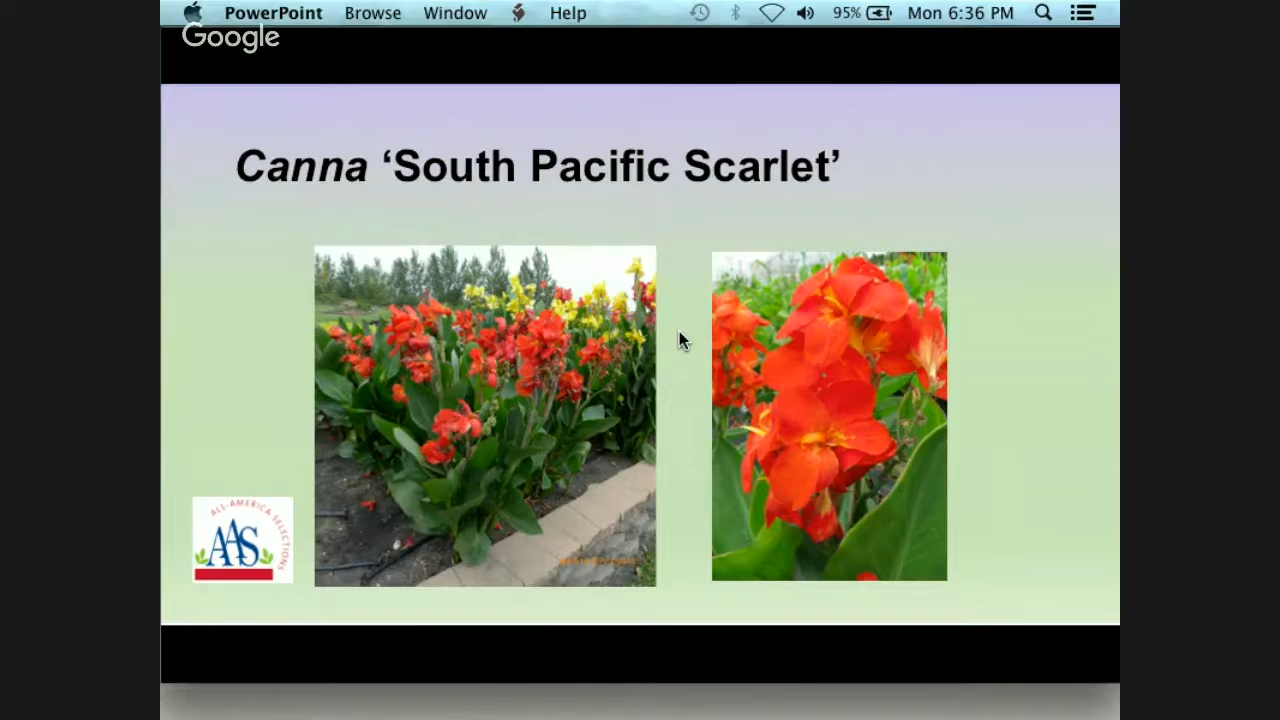 PowerPoint Browse Window Help 95% Mon 6:36 PM
Google
Canna ‘South Pacific Scarlet’
ALL-AMERICA SELECTIONS
AAS